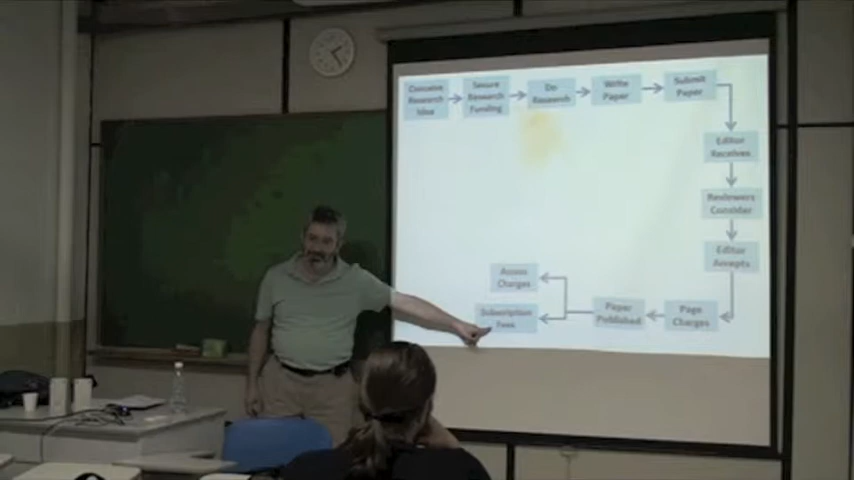 Conceive
Research
Idea
Secure
Research
Funding
Do
Research
Write
Paper
Submit
Paper
Editor
Receives
Reviewers
Consider
Editor
Accepts
Page
Charges
Paper
Published
Access
Charges
Subscription
Fees